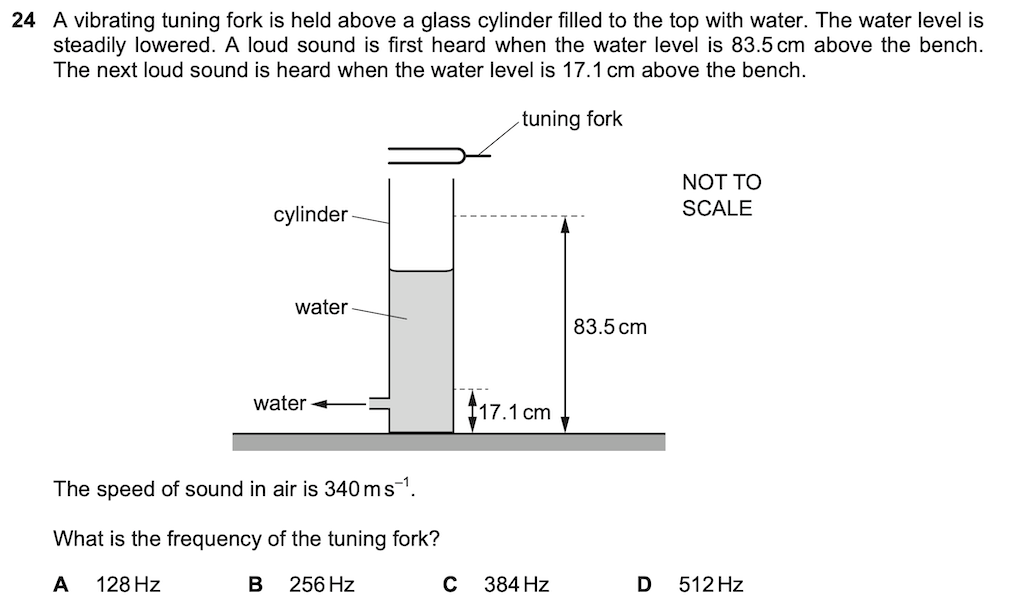 24 A vibrating tuning fork is held above a glass cylinder filled to the top with water. The water level is
steadily lowered. A loud sound is first heard when the water level is 83.5 cm above the bench.
The next loud sound is heard when the water level is 17.1 cm above the bench.
tuning fork
NOT TO
SCALE
cylinder
water
83.5 cm
water
17.1 cm
The speed of sound in air is 340 m s⁻¹.
What is the frequency of the tuning fork?
A 128 Hz B 256 Hz C 384 Hz D 512 Hz